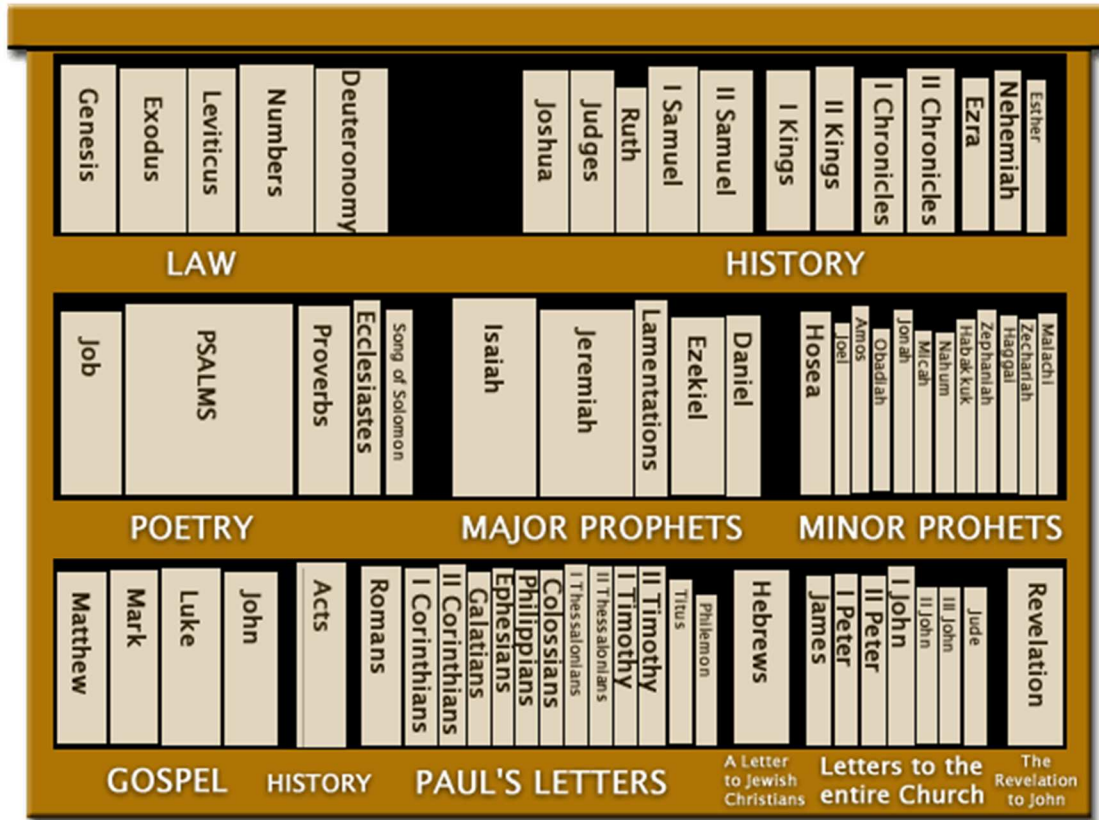 Genesis
Exodus
Leviticus
Numbers
Deuteronomy
Joshua
Judges
Ruth
I Samuel
II Samuel
I Kings
II Kings
I Chronicles
II Chronicles
Ezra
Nehemiah
Esther
LAW
HISTORY
Job
PSALMS
Proverbs
Ecclesiastes
Song of Solomon
Isaiah
Jeremiah
Lamentations
Ezekiel
Daniel
Hosea
Joel
Amos
Obadiah
Jonah
Micah
Nahum
Habakkuk
Zephaniah
Haggai
Zechariah
Malachi
POETRY
MAJOR PROPHETS
MINOR PROHETS
Matthew
Mark
Luke
John
Acts
Romans
I Corinthians
II Corinthians
Galatians
Ephesians
Philippians
Colossians
I Thessalonians
II Thessalonians
I Timothy
II Timothy
Titus
Philemon
Hebrews
James
I Peter
II Peter
I John
II John
III John
Jude
Revelation
GOSPEL
HISTORY
PAUL'S LETTERS
A Letter
to Jewish
Christians
Letters to the
entire Church
The
Revelation
to John